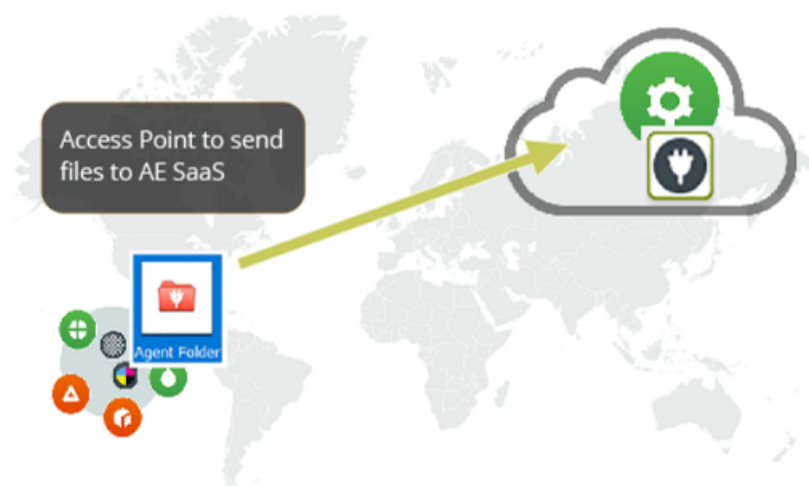 Access Point to send
files to AE SaaS
Agent Folder